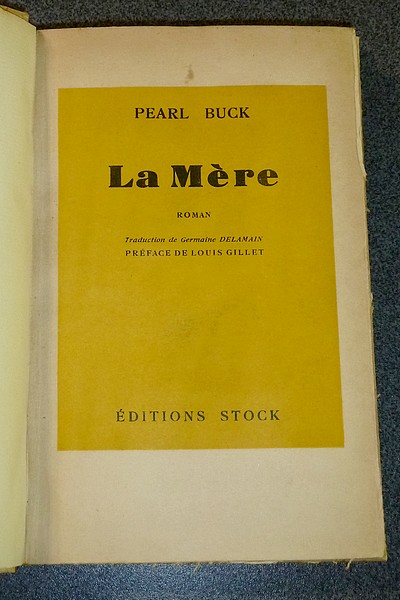 PEARL BUCK
La Mère
ROMAN
Traduction de Germaine DELAMAIN
PRÉFACE DE LOUIS GILLET
ÉDITIONS STOCK